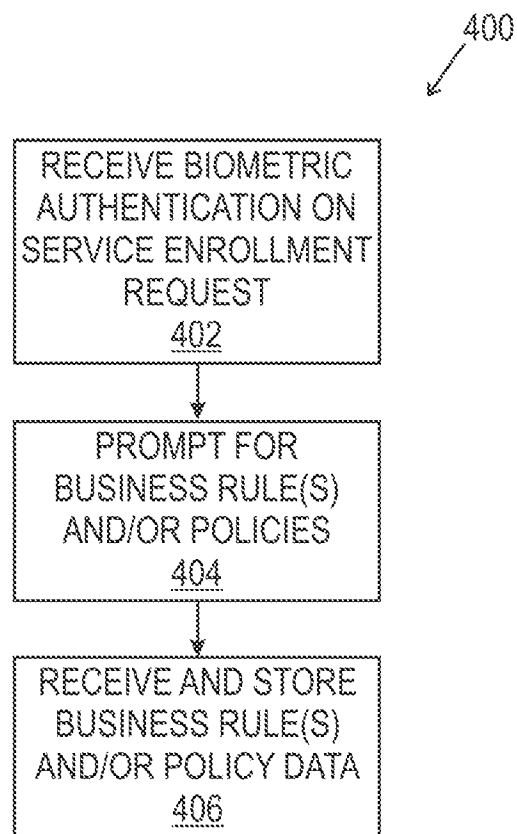 400
RECEIVE BIOMETRIC
AUTHENTICATION ON
SERVICE ENROLLMENT
REQUEST
402
PROMPT FOR
BUSINESS RULE(S)
AND/OR POLICIES
404
RECEIVE AND STORE
BUSINESS RULE(S)
AND/OR POLICY DATA
406